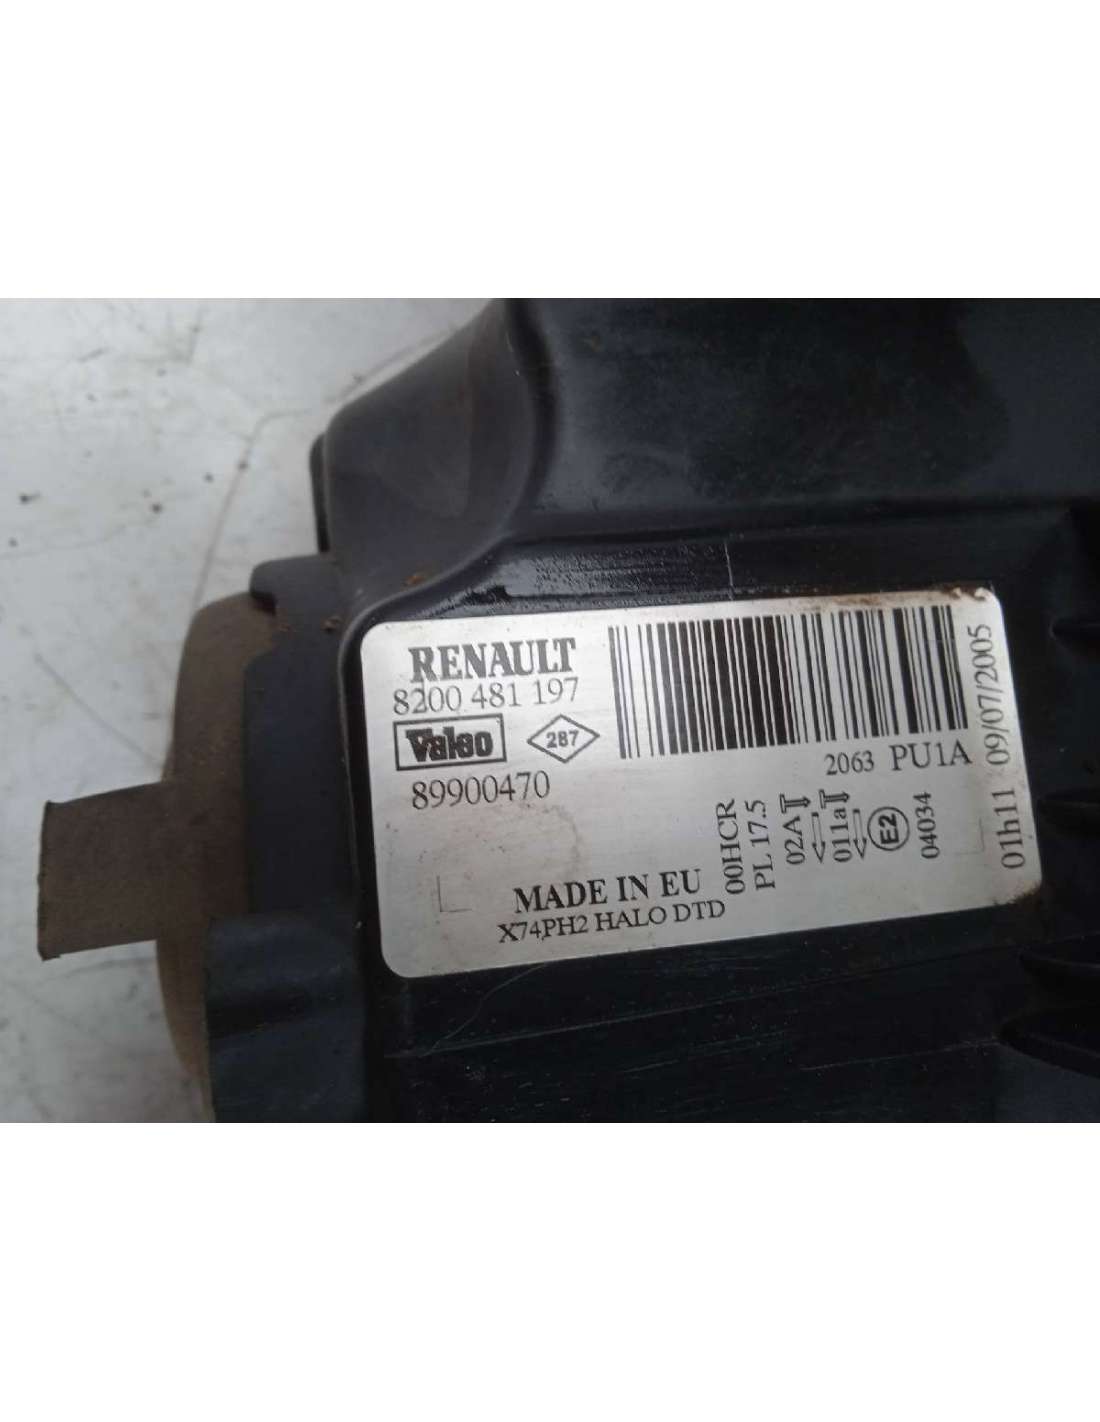 RENAULT
8200 481 197
Valeo
287
89900470
2063 PU1A
MADE IN EU
X74PH2 HALO DTD
00HCR
PL 17.5
02A
011a
E2
04034
01h11 09/07/2005